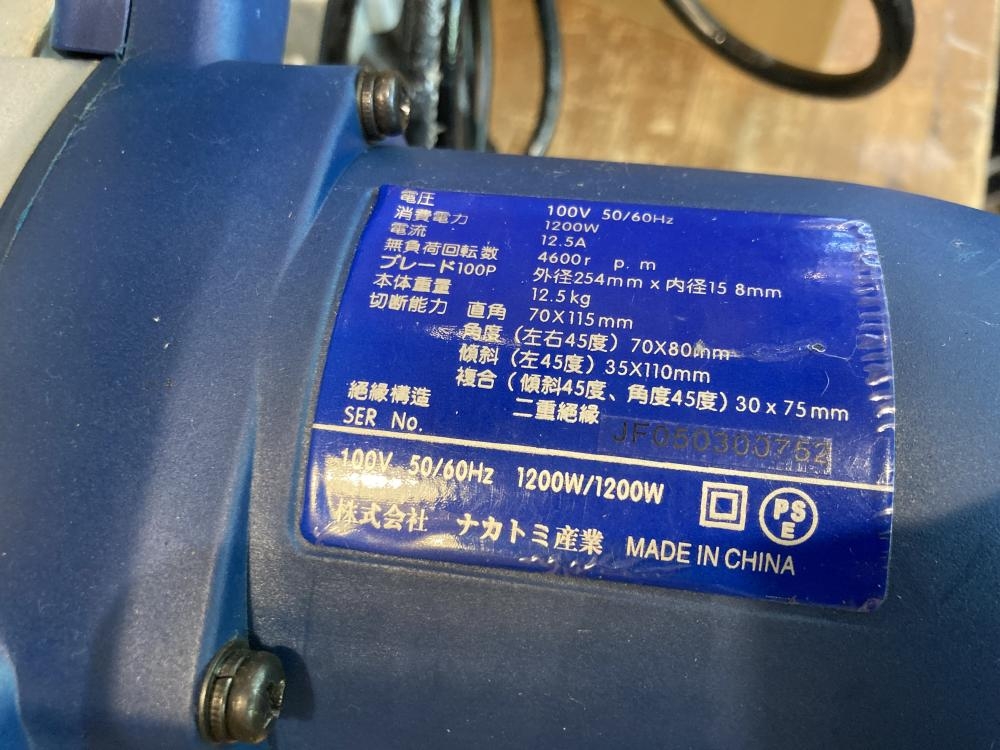 電圧 100V 50/60Hz
消費電力 1200W
電流 12.5A
無負荷回転数 4600r p.m
ブレード100P 外径254mm x 内径15 8mm
本体重量 12.5kg
切断能力 直角 70X115mm
角度（左右45度）70X80mm
傾斜（左45度）35X110mm
複合（傾斜45度、角度45度）30 x 75mm
絶縁構造 二重絶縁
SER No. JF050300752
100V 50/60Hz 1200W/1200W
PS
E
株式会社 ナカトミ産業 MADE IN CHINA